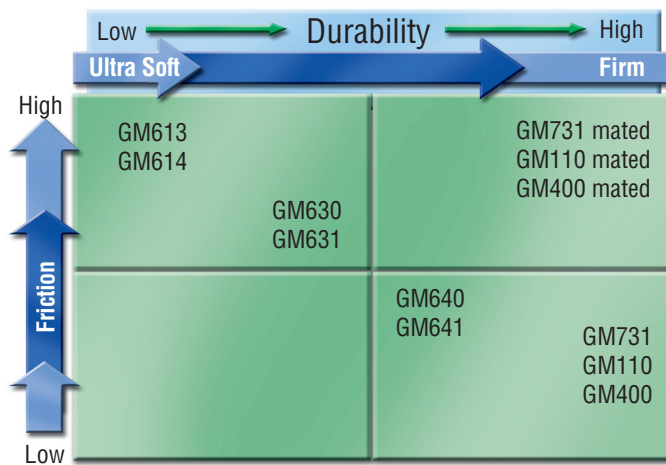 Low Durability High
Ultra Soft Firm
High
GM613
GM614
GM630
GM631
GM731 mated
GM110 mated
GM400 mated
Friction
GM640
GM641
GM731
GM110
GM400
Low